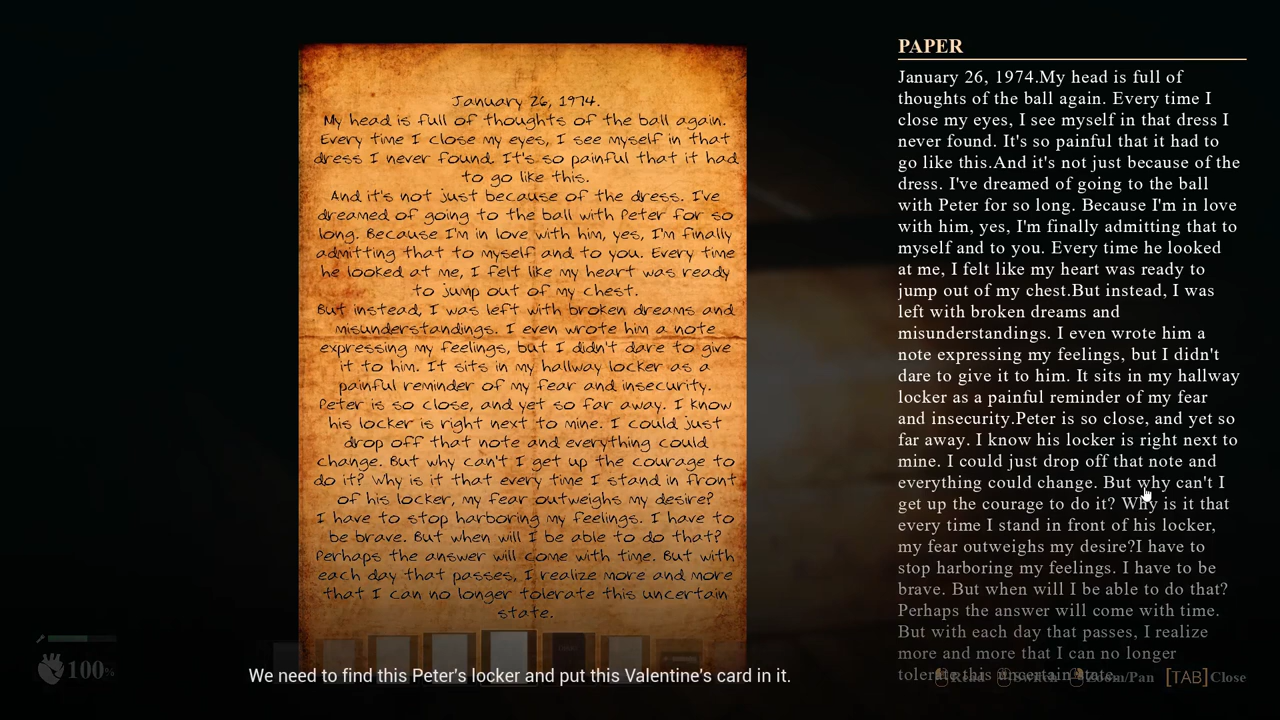 January 26, 1974.
My head is full of thoughts of the ball again.
Every time I close my eyes, I see myself in that
dress I never found. It's so painful that it had
to go like this.
And it's not just because of the dress. I've
dreamed of going to the ball with Peter for so
long. Because I'm in love with him, yes, I'm finally
admitting that to myself and to you. Every time
he looked at me, I felt like my heart was ready
to jump out of my chest.
But instead, I was left with broken dreams and
misunderstandings. I even wrote him a note
expressing my feelings, but I didn't dare to give
it to him. It sits in my hallway locker as a
painful reminder of my fear and insecurity.
Peter is so close, and yet so far away. I know
his locker is right next to mine. I could just
drop off that note and everything could
change. But why can't I get up the courage to
do it? Why is it that every time I stand in front
of his locker, my fear outweighs my desire?
I have to stop harboring my feelings. I have to
be brave. But when will I be able to do that?
Perhaps the answer will come with time. But with
each day that passes, I realize more and more
that I can no longer tolerate this uncertain
state.
PAPER
January 26, 1974.My head is full of
thoughts of the ball again. Every time I
close my eyes, I see myself in that dress I
never found. It's so painful that it had to
go like this.And it's not just because of the
dress. I've dreamed of going to the ball
with Peter for so long. Because I'm in love
with him, yes, I'm finally admitting that to
myself and to you. Every time he looked
at me, I felt like my heart was ready to
jump out of my chest.But instead, I was
left with broken dreams and
misunderstandings. I even wrote him a
note expressing my feelings, but I didn't
dare to give it to him. It sits in my hallway
locker as a painful reminder of my fear
and insecurity.Peter is so close, and yet so
far away. I know his locker is right next to
mine. I could just drop off that note and
everything could change. But why can't I
get up the courage to do it? Why is it that
every time I stand in front of his locker,
my fear outweighs my desire?I have to
stop harboring my feelings. I have to be
brave. But when will I be able to do that?
Perhaps the answer will come with time.
But with each day that passes, I realize
more and more that I can no longer
tolerate this uncertain state.
Read Switch Zoom/Pan [TAB] Close
100%
We need to find this Peter's locker and put this Valentine's card in it.